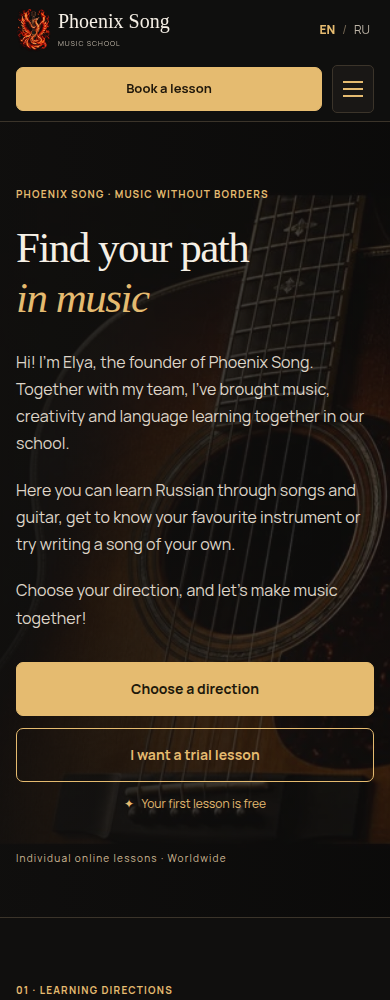 Phoenix Song
MUSIC SCHOOL
EN / RU
Book a lesson
PHOENIX SONG · MUSIC WITHOUT BORDERS
Find your path
in music
Hi! I'm Elya, the founder of Phoenix Song.
Together with my team, I've brought music,
creativity and language learning together in our
school.
Here you can learn Russian through songs and
guitar, get to know your favourite instrument or
try writing a song of your own.
Choose your direction, and let's make music
together!
Choose a direction
I want a trial lesson
✦ Your first lesson is free
Individual online lessons · Worldwide
01 · LEARNING DIRECTIONS